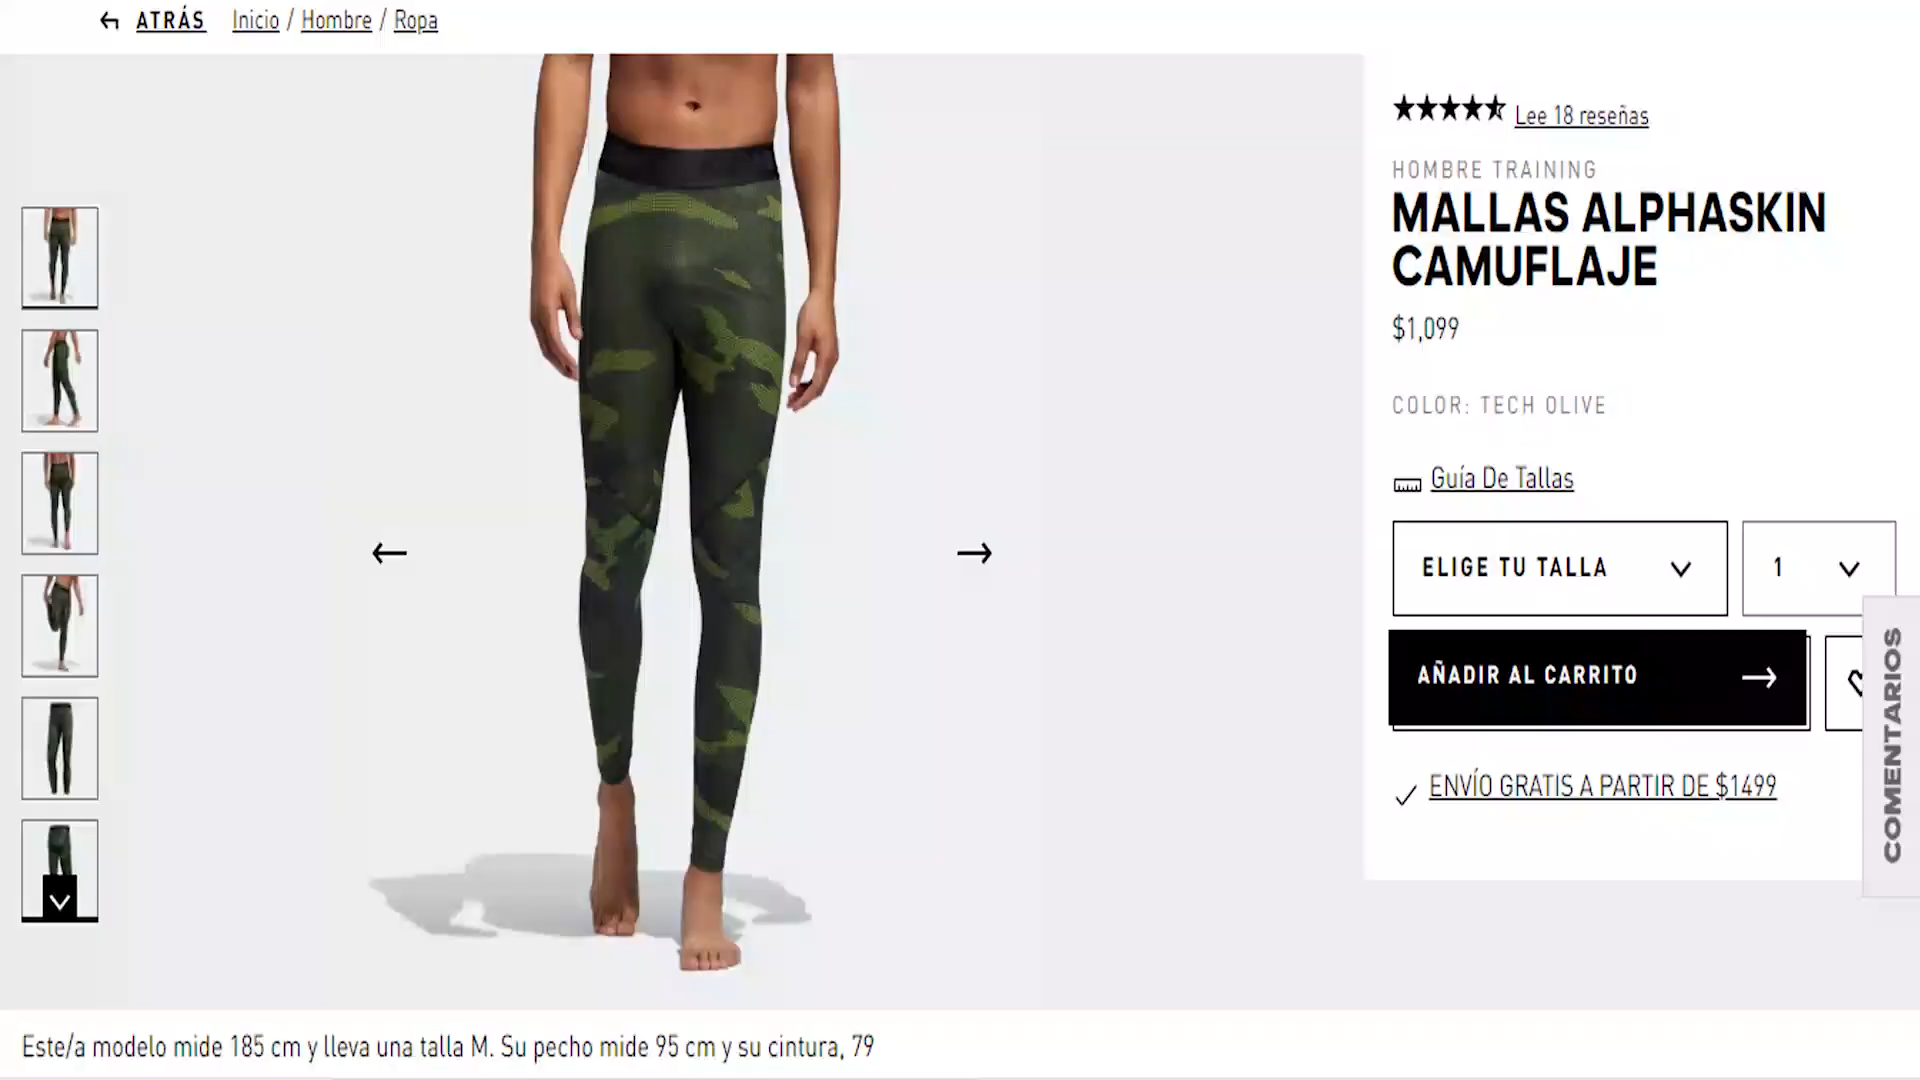 ATRÁS Inicio / Hombre / Ropa
Lee 18 reseñas
HOMBRE TRAINING
MALLAS ALPHASKIN
CAMUFLAJE
$1,099
COLOR: TECH OLIVE
Guía De Tallas
ELIGE TU TALLA 1
AÑADIR AL CARRITO
ENVÍO GRATIS A PARTIR DE $1499
COMENTARIOS
Este/a modelo mide 185 cm y lleva una talla M. Su pecho mide 95 cm y su cintura, 79